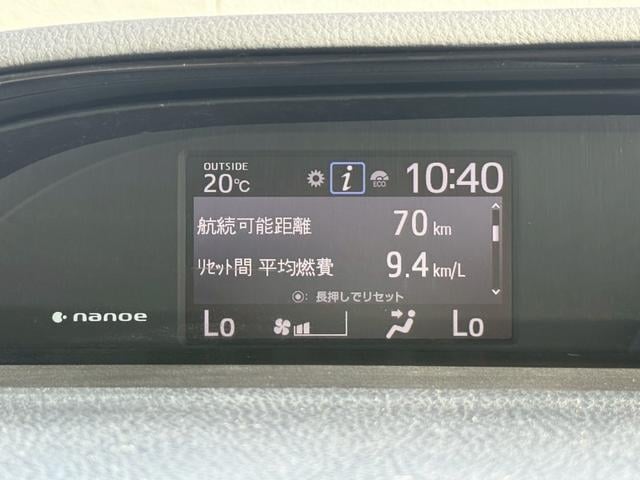 OUTSIDE
20℃
ECO
10:40
航続可能距離 70 km
ﾘｾｯﾄ間 平均燃費 9.4 km/L
長押しでリセット
nanoe
Lo Lo